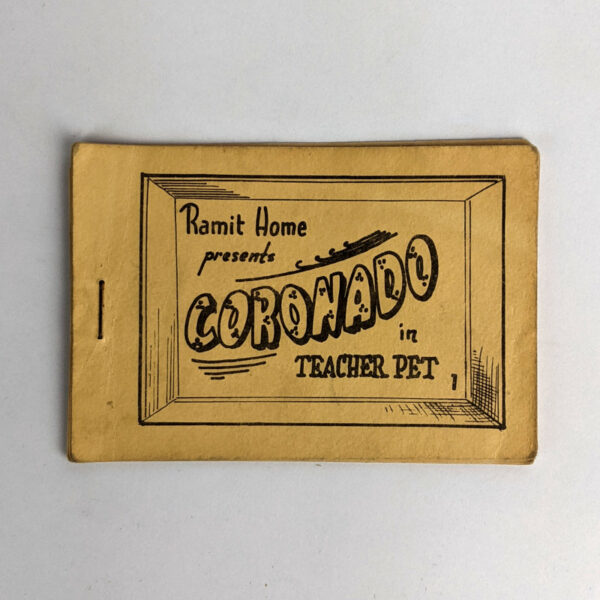 Ramit Home
presents
CORONADO
in
TEACHER PET
1